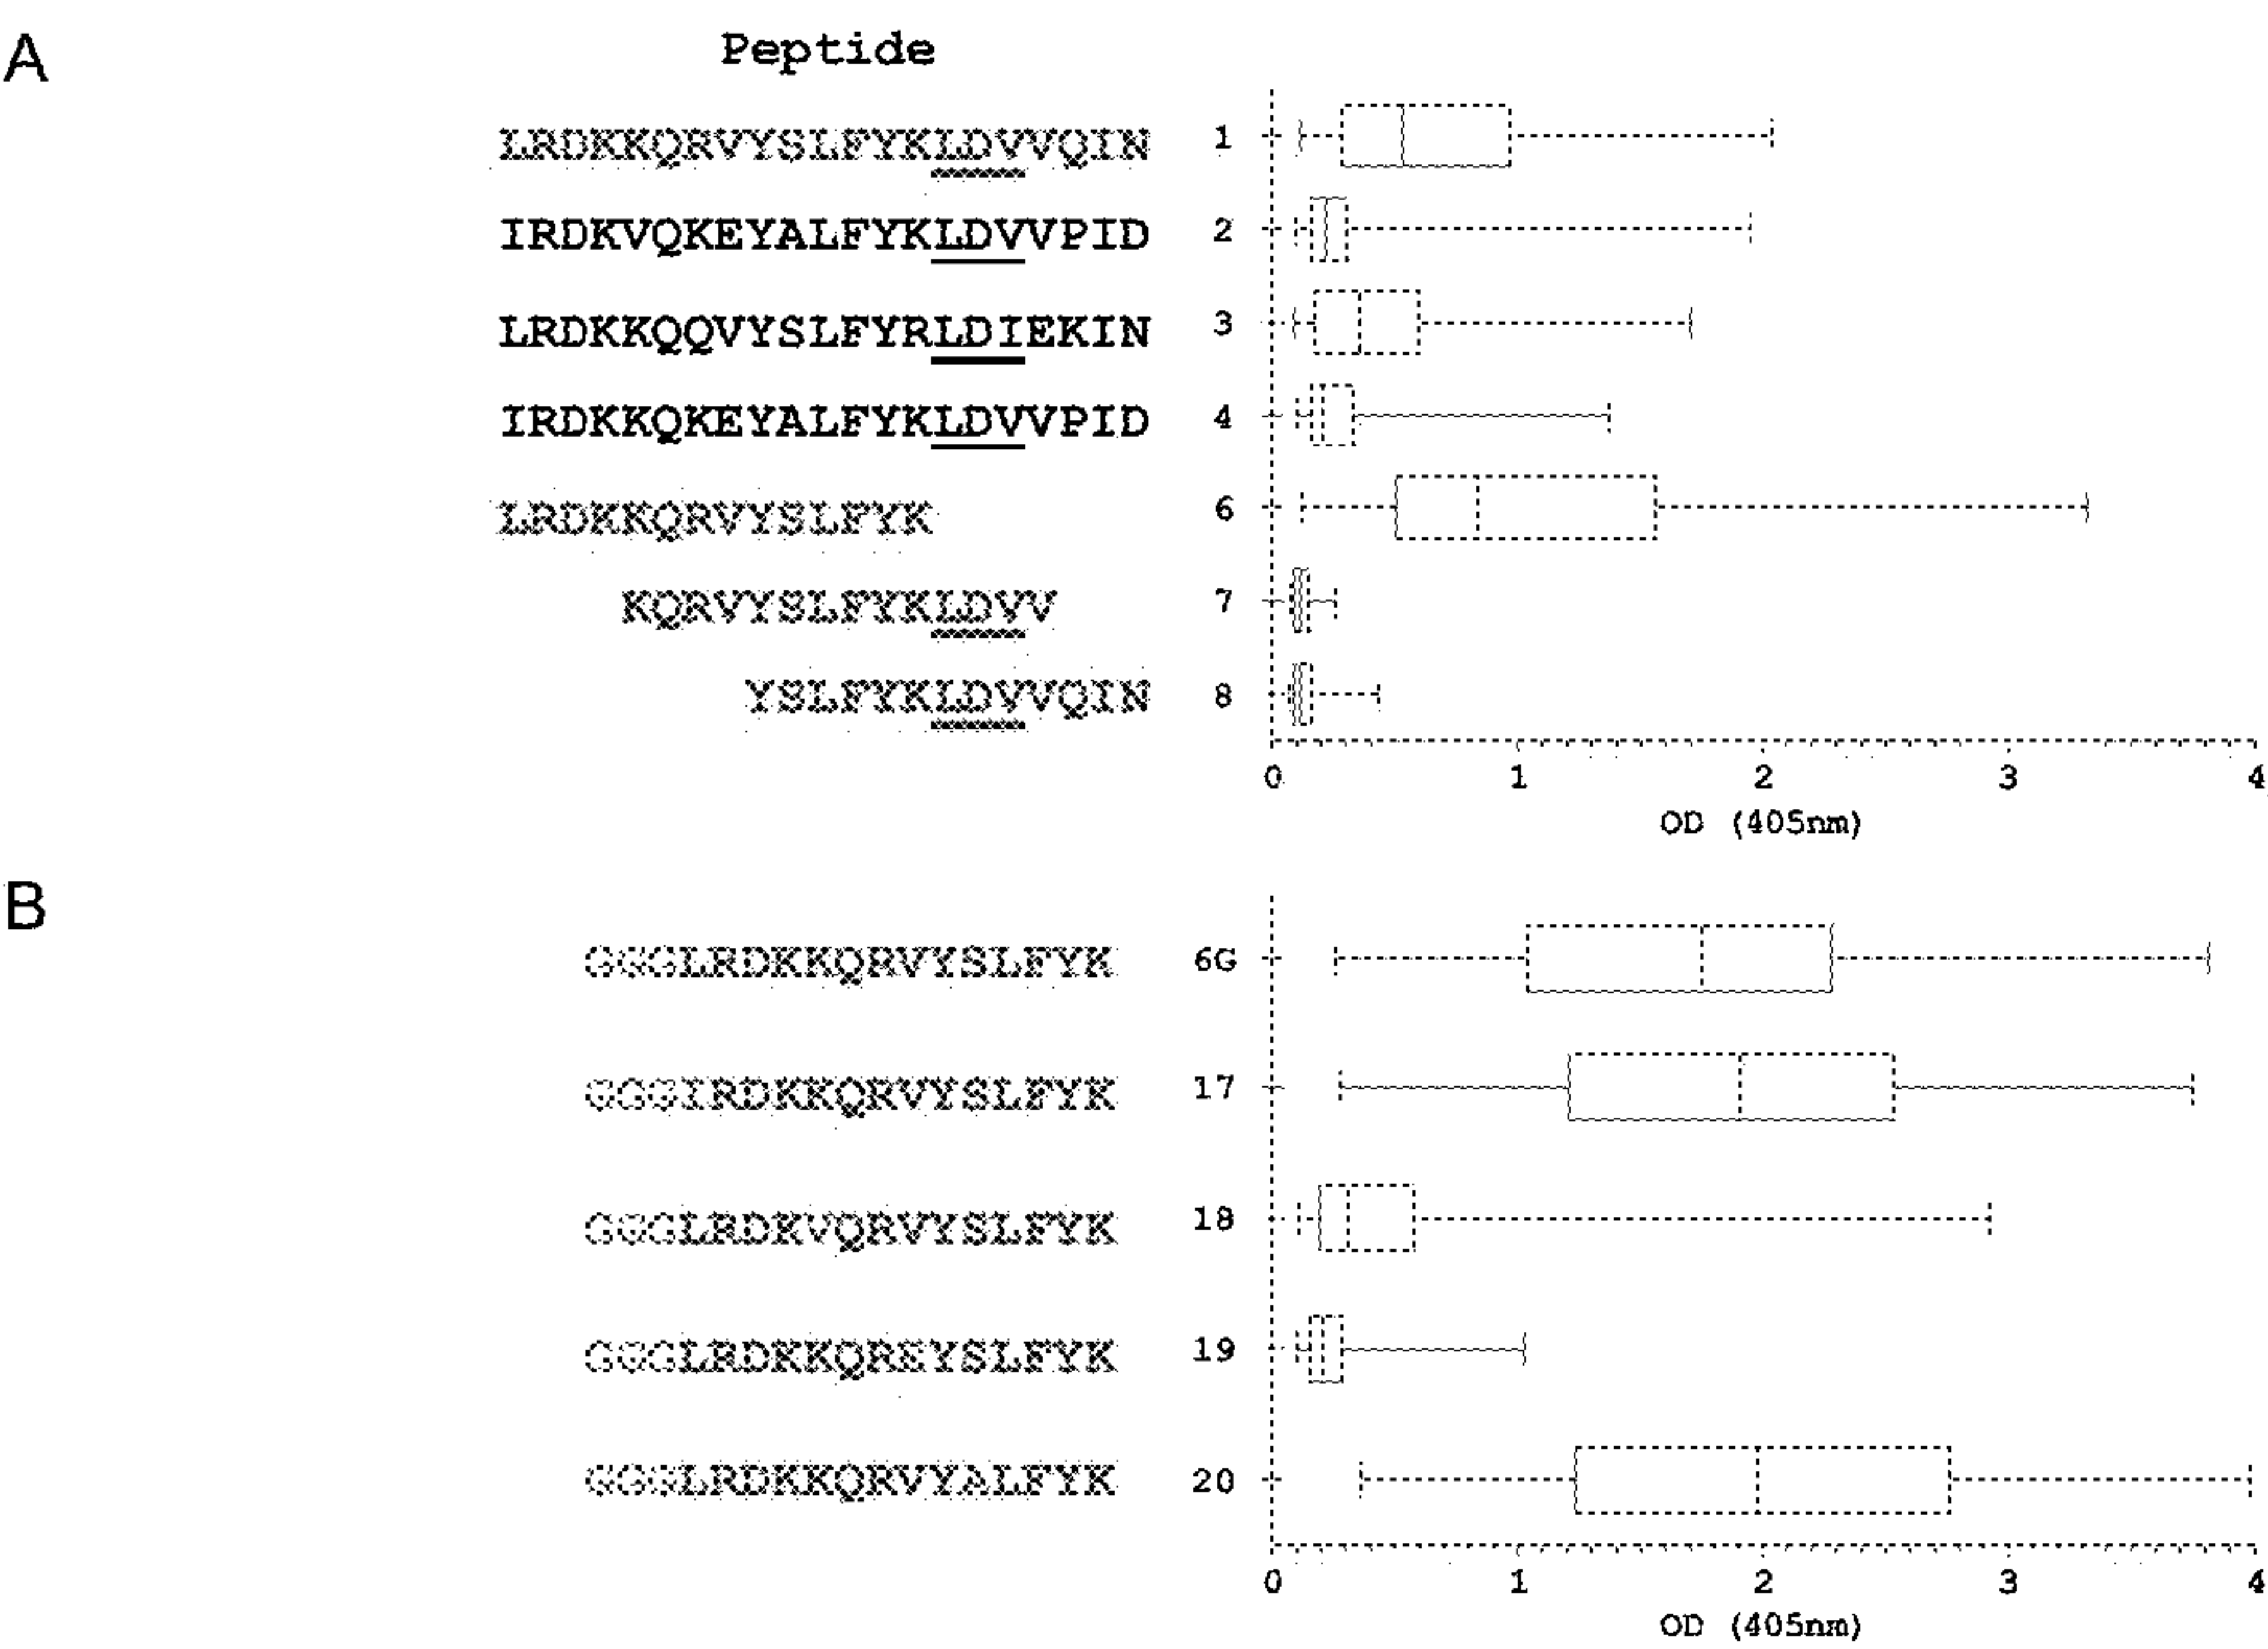 A
Peptide
LRDKKQRVYSLFYKLDVVQIN 1
IRDKVQKEYALFYKLDVVPID 2
LRDKKQQVYSLFYRLDIEKIN 3
IRDKKQKEYALFYKLDVVPID 4
LRDKKQRVYSLFYK 6
KQRVYSLFYKLDVV 7
YSLFYKLDVVQIN 8
0 1 2 3 4
OD (405nm)
B
GGGLRDKKQRVYSLFYK 6G
GGGIRDKKQRVYSLFYK 17
GGGLRDKVQRVYSLFYK 18
GGGLRDKKQREYSLFYK 19
GGGLRDKKQRVYALFYK 20
0 1 2 3 4
OD (405nm)